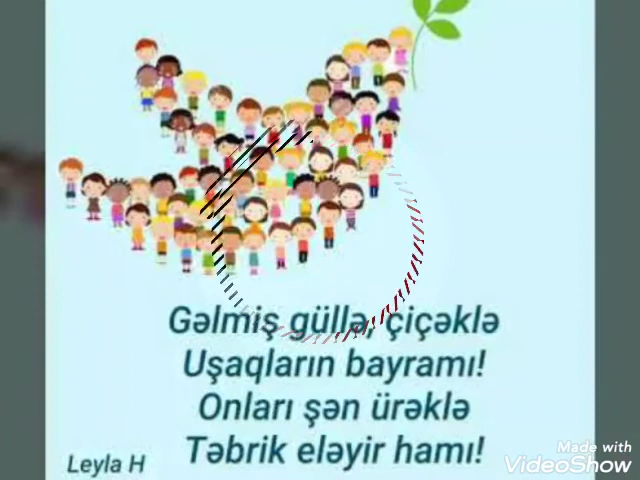 Gəlmiş güllə, çiçəklə
Uşaqların bayramı!
Onları şən ürəklə
Təbrik eləyir hamı!
Leyla H
Made with
VideoShow